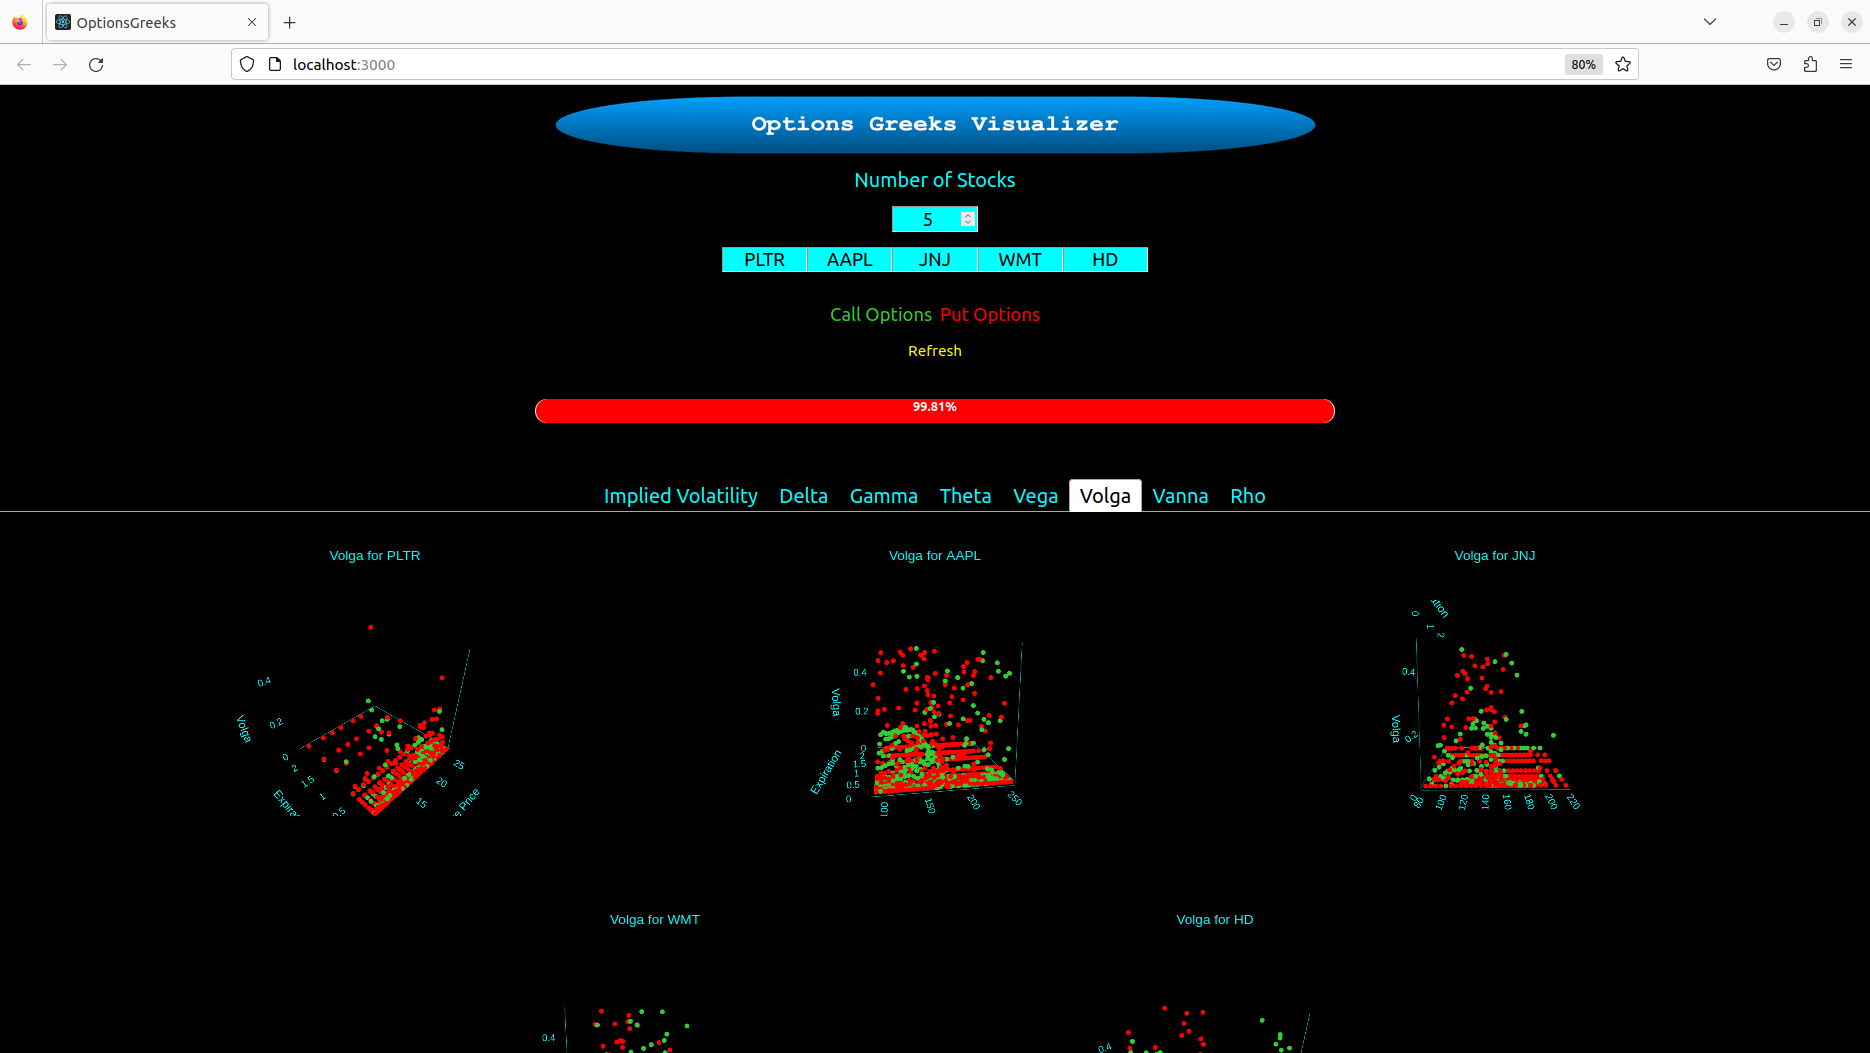 OptionsGreeks
localhost:3000
80%
Options Greeks Visualizer
Number of Stocks
5
PLTR AAPL JNJ WMT HD
Call Options Put Options
Refresh
99.81%
Implied Volatility Delta Gamma Theta Vega Volga Vanna Rho
Volga for PLTR
0.4
0.2
0
Volga
2
1.5
1
0.5
Expira
25
20
15
e Price
Volga for AAPL
0.4
0.2
0
Volga
2
1.5
1
0.5
0
Expiration
100
150
200
250
Volga for JNJ
tion
0
1
2
0.4
0.2
Volga
0
80
100
120
140
160
180
200
220
Volga for WMT
0.4
Volga for HD
0.4